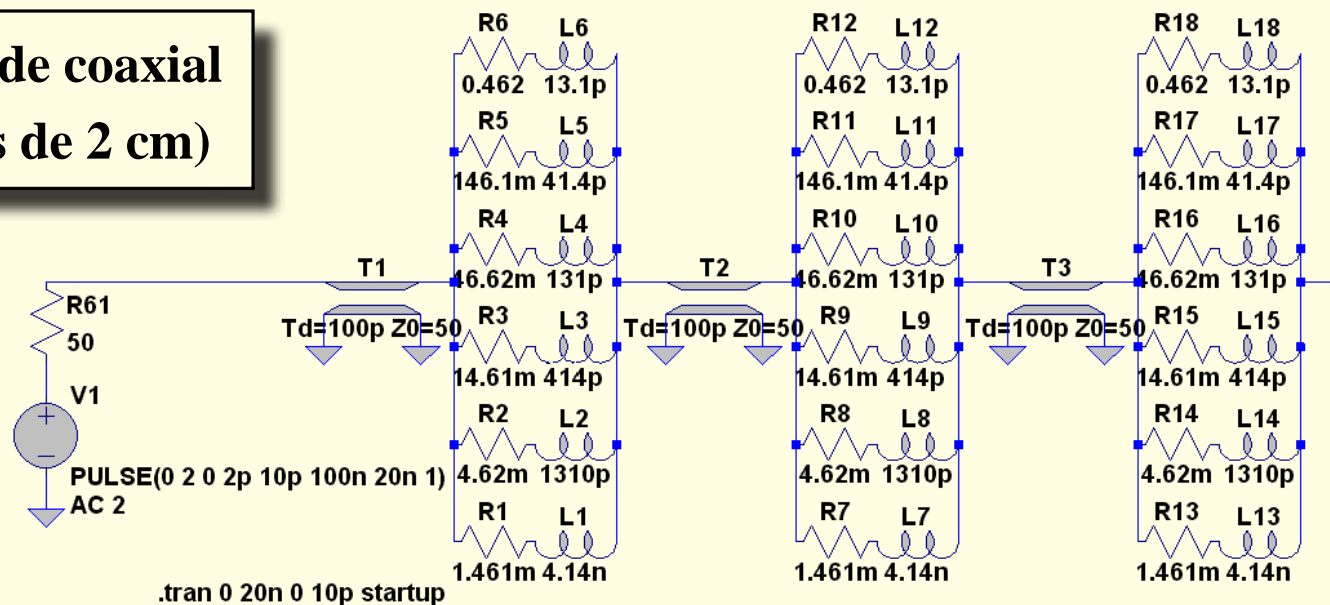 de coaxial
s de 2 cm)
R6 L6
0.462 13.1p
R5 L5
146.1m 41.4p
R4 L4
46.62m 131p
R3 L3
14.61m 414p
R2 L2
4.62m 1310p
R1 L1
1.461m 4.14n
R12 L12
0.462 13.1p
R11 L11
146.1m 41.4p
R10 L10
46.62m 131p
R9 L9
14.61m 414p
R8 L8
4.62m 1310p
R7 L7
1.461m 4.14n
R18 L18
0.462 13.1p
R17 L17
146.1m 41.4p
R16 L16
46.62m 131p
R15 L15
14.61m 414p
R14 L14
4.62m 1310p
R13 L13
1.461m 4.14n
T1
Td=100p Z0=50
T2
Td=100p Z0=50
T3
Td=100p Z0=50
R61
50
V1
PULSE(0 2 0 2p 10p 100n 20n 1)
AC 2
.tran 0 20n 0 10p startup